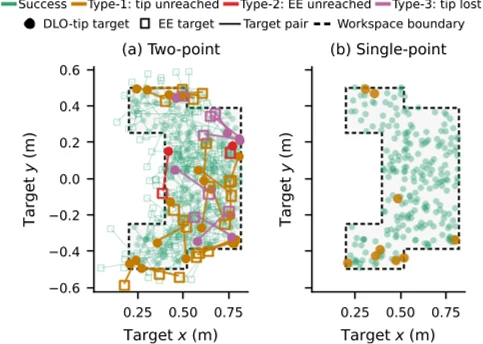 Success Type-1: tip unreached Type-2: EE unreached Type-3: tip lost
DLO-tip target EE target Target pair Workspace boundary
(a) Two-point (b) Single-point
0.6
0.4
0.2
0.0
−0.2
−0.4
−0.6
Target y (m) Target y (m)
0.25 0.50 0.75 0.25 0.50 0.75
Target x (m) Target x (m)